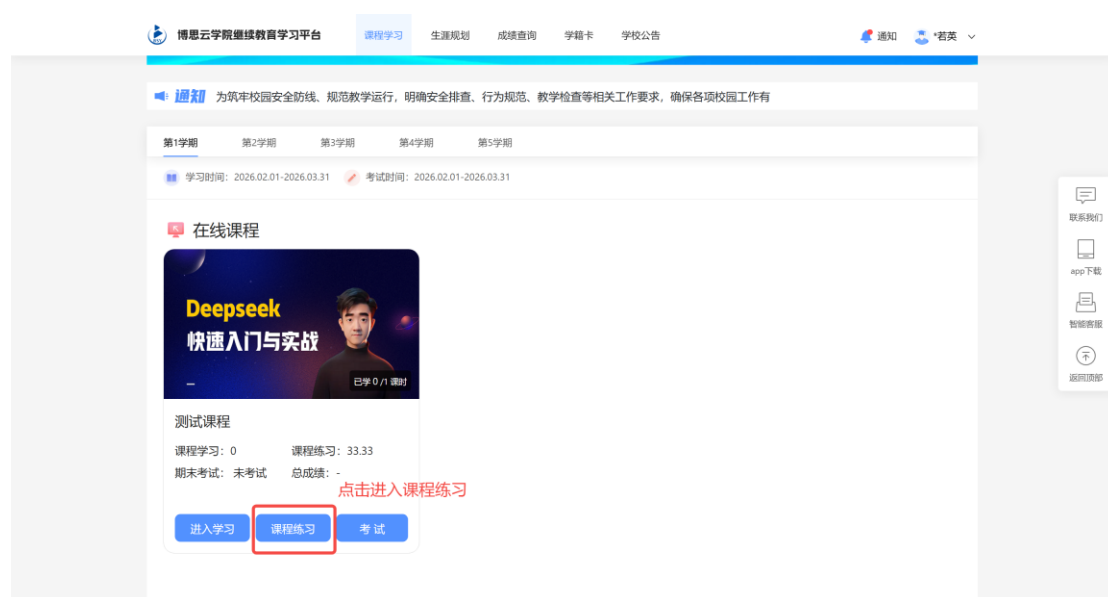 博思云学院继续教育学习平台 课程学习 生涯规划 成绩查询 学籍卡 学校公告 通知 *若英
通知 为筑牢校园安全防线、规范教学运行，明确安全排查、行为规范、教学检查等相关工作要求，确保各项校园工作有
第1学期 第2学期 第3学期 第4学期 第5学期
学习时间：2026.02.01-2026.03.31 考试时间：2026.02.01-2026.03.31
在线课程
Deepseek
快速入门与实战
已学 0 /1 课时
测试课程
课程学习：0 课程练习：33.33
期末考试：未考试 总成绩：-
点击进入课程练习
进入学习 课程练习 考 试
联系我们
app下载
智能客服
返回顶部